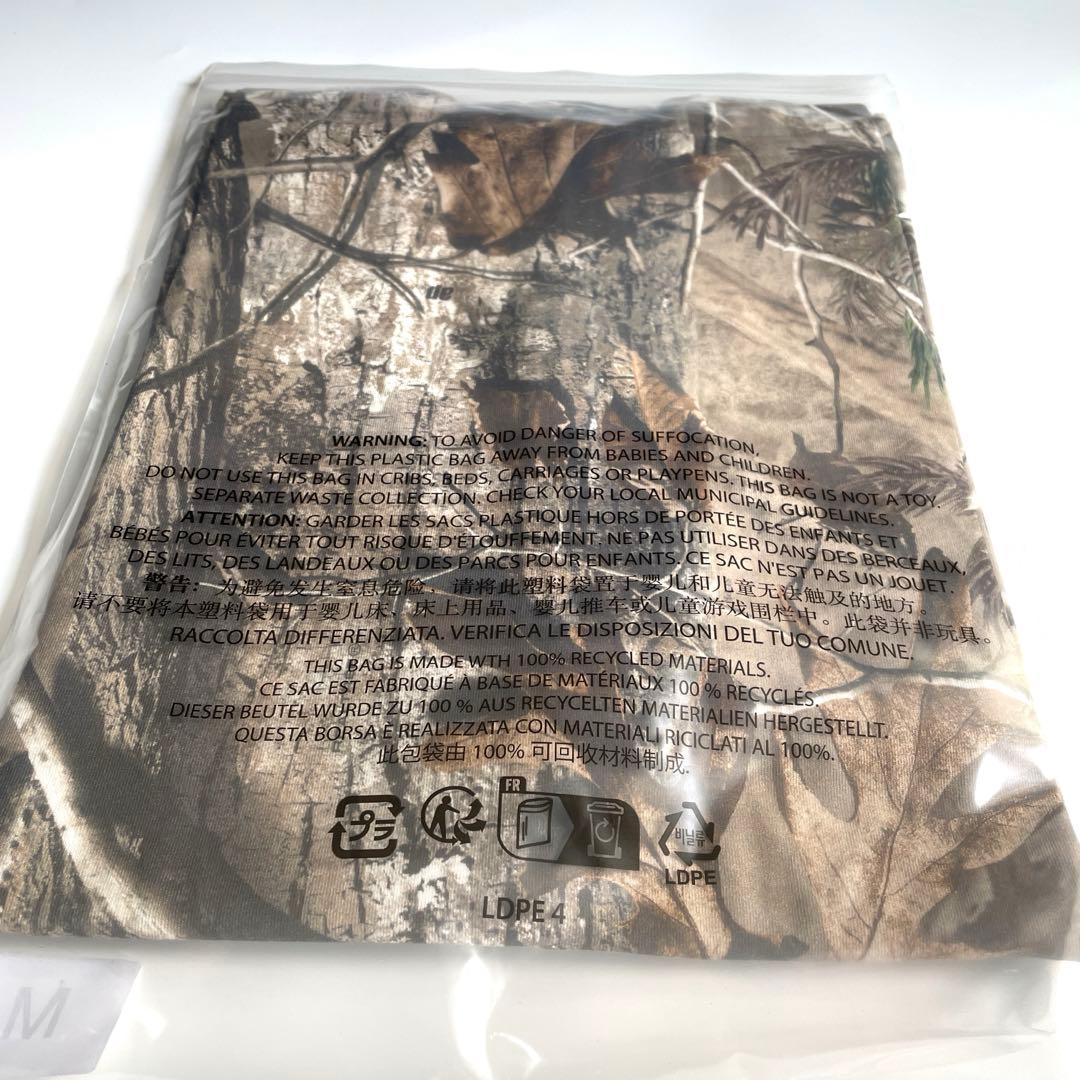 de
WARNING: TO AVOID DANGER OF SUFFOCATION,
KEEP THIS PLASTIC BAG AWAY FROM BABIES AND CHILDREN.
DO NOT USE THIS BAG IN CRIBS, BEDS, CARRIAGES OR PLAYPENS. THIS BAG IS NOT A TOY.
SEPARATE WASTE COLLECTION. CHECK YOUR LOCAL MUNICIPAL GUIDELINES.
ATTENTION: GARDER LES SACS PLASTIQUE HORS DE PORTÉE DES ENFANTS ET
BÉBÉS POUR ÉVITER TOUT RISQUE D'ÉTOUFFEMENT. NE PAS UTILISER DANS DES BERCEAUX,
DES LITS, DES LANDEAUX OU DES PARCS POUR ENFANTS. CE SAC N'EST PAS UN JOUET.
警告: 为避免发生窒息危险，请将此塑料袋置于婴儿和儿童无法触及的地方。
请不要将本塑料袋用于婴儿床、床上用品、婴儿推车或儿童游戏围栏中。此袋并非玩具。
RACCOLTA DIFFERENZIATA. VERIFICA LE DISPOSIZIONI DEL TUO COMUNE.
THIS BAG IS MADE WTH 100% RECYCLED MATERIALS.
CE SAC EST FABRIQUÉ À BASE DE MATÉRIAUX 100 % RECYCLÉS.
DIESER BEUTEL WURDE ZU 100 % AUS RECYCELTEN MATERIALIEN HERGESTELLT.
QUESTA BORSA È REALIZZATA CON MATERIALI RICICLATI AL 100%.
此包袋由 100% 可回收材料制成.
FR
プラ
비닐류
LDPE
LDPE 4
M